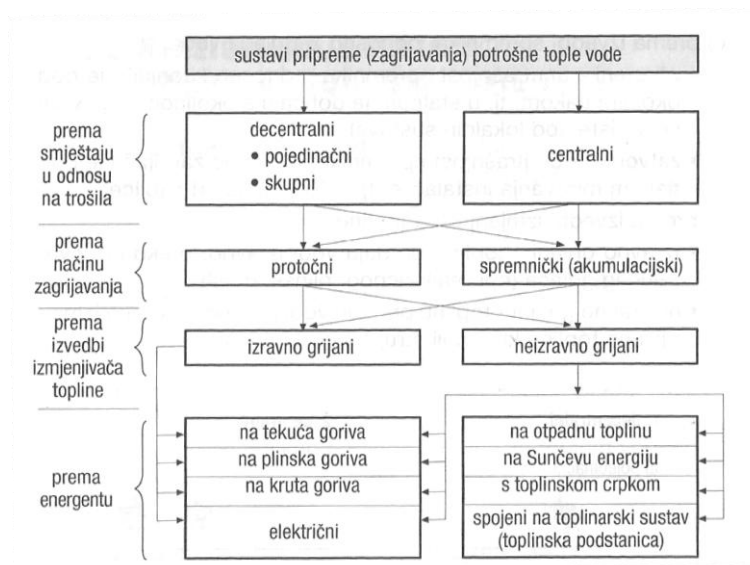 sustavi pripreme (zagrijavanja) potrošne tople vode
prema
smještaju
u odnosu
na trošila
decentralni
• pojedinačni
• skupni
centralni
prema
načinu
zagrijavanja
protočni
spremnički (akumulacijski)
prema
izvedbi
izmjenjivača
topline
izravno grijani
neizravno grijani
prema
energentu
na tekuća goriva
na plinska goriva
na kruta goriva
električni
na otpadnu toplinu
na Sunčevu energiju
s toplinskom crpkom
spojeni na toplinarski sustav
(toplinska podstanica)